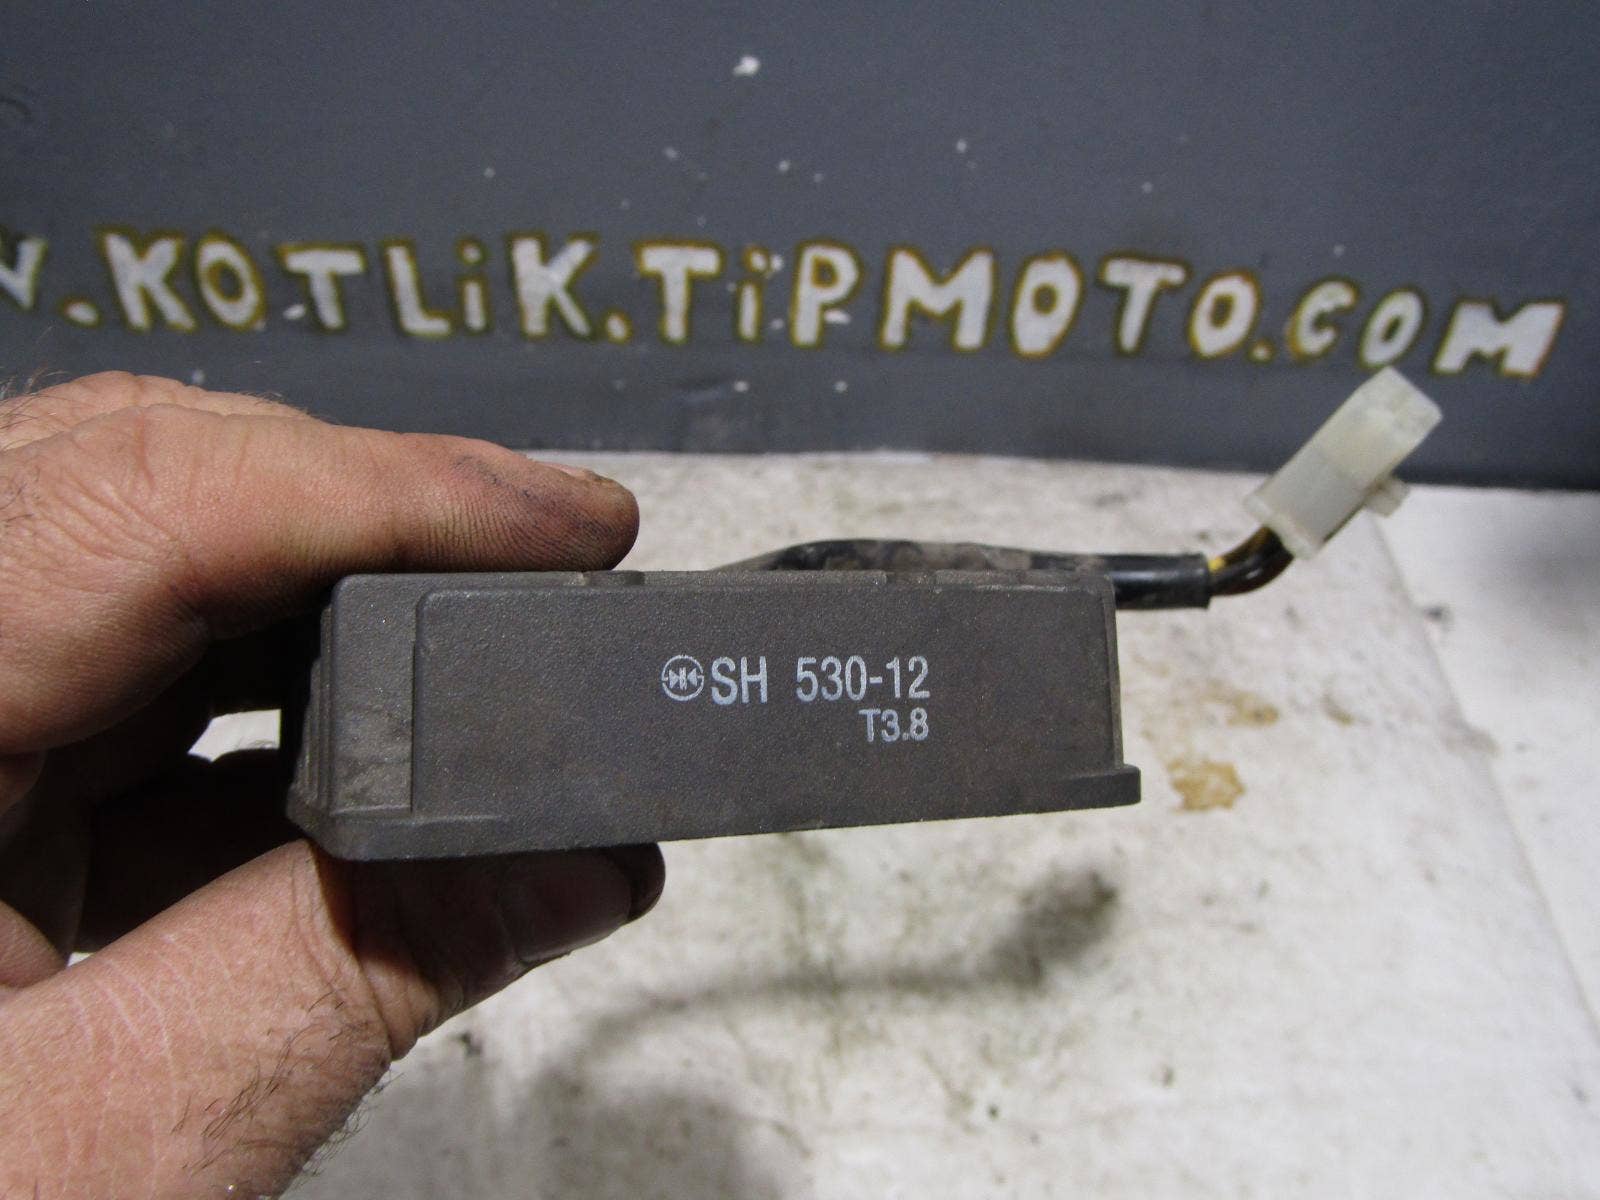 .KOTLiK.TiPMOTO.COM
SH 530-12
T3.8